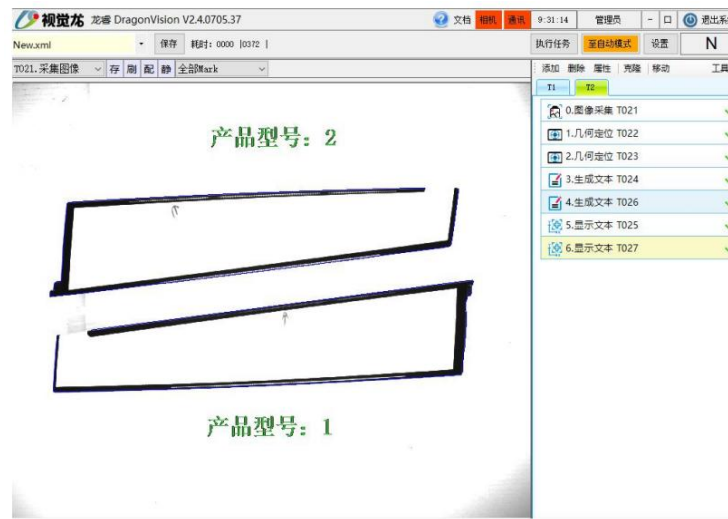 视觉龙 龙睿 DragonVision V2.4.0705.37 文档 相机 通讯 9:31:14 管理员 退出系
New.xml 保存 耗时: 0000 |0372 | 执行任务 至自动模式 设置 N
T021.采集图像 存 刷 配 静 全部Mark 添加 删除 属性 克隆 移动 工具
T1 T2
0.图像采集 T021
1.几何定位 T022
2.几何定位 T023
3.生成文本 T024
4.生成文本 T026
5.显示文本 T025
6.显示文本 T027
产品型号: 2
产品型号: 1